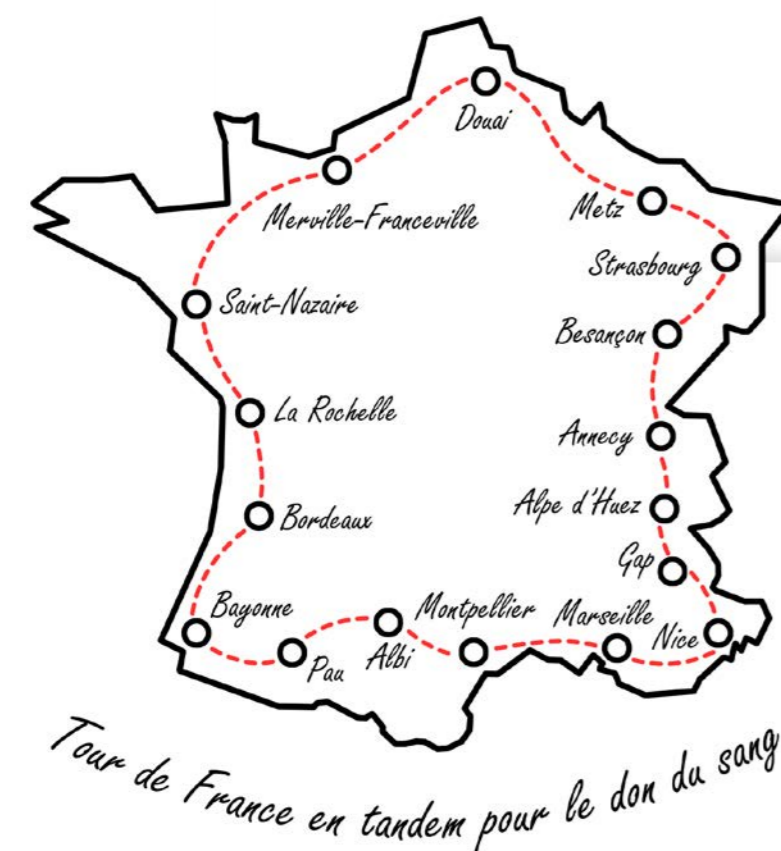 Douai
Metz
Merville-Franceville
Strasbourg
Saint-Nazaire
Besançon
La Rochelle
Annecy
Alpe d'Huez
Bordeaux
Gap
Bayonne
Montpellier
Marseille
Nice
Albi
Pau
Tour de France en tandem pour le don du sang